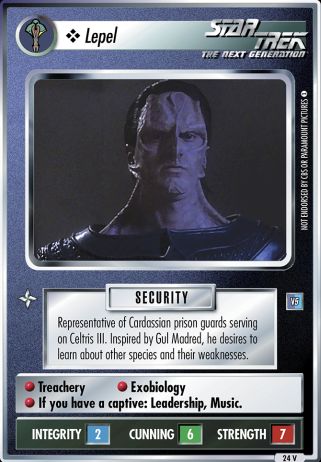 ❖ Lepel
STAR TREK
THE NEXT GENERATION
NOT ENDORSED BY CBS OR PARAMOUNT PICTURES
SECURITY
VS
Representative of Cardassian prison guards serving
on Celtris III. Inspired by Gul Madred, he desires to
learn about other species and their weaknesses.
Treachery Exobiology
If you have a captive: Leadership, Music.
INTEGRITY 2 CUNNING 6 STRENGTH 7
24 V